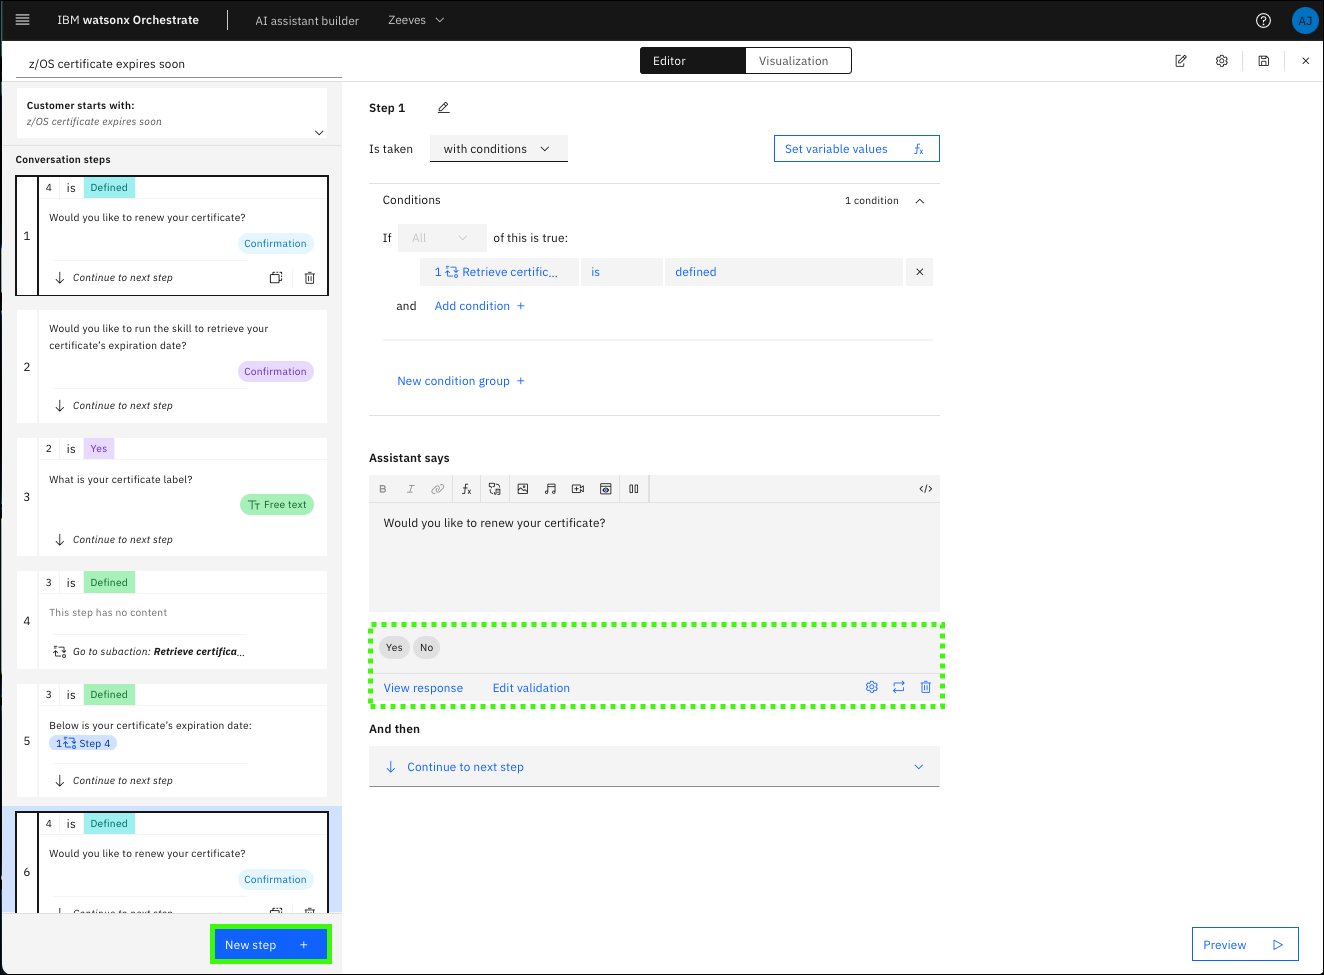 IBM watsonx Orchestrate
AI assistant builder
Zeeves
AJ
z/OS certificate expires soon
Editor
Visualization
Customer starts with:
z/OS certificate expires soon
Conversation steps
1
4 is Defined
Would you like to renew your certificate?
Confirmation
Continue to next step
2
Would you like to run the skill to retrieve your
certificate's expiration date?
Confirmation
Continue to next step
3
2 is Yes
What is your certificate label?
Free text
Continue to next step
4
3 is Defined
This step has no content
Go to subaction: Retrieve certifica...
5
3 is Defined
Below is your certificate's expiration date:
1 Step 4
Continue to next step
6
4 is Defined
Would you like to renew your certificate?
Confirmation
Continue to next step
New step +
Step 1
Is taken with conditions
Set variable values fx
Conditions
1 condition
If All of this is true:
1 Retrieve certific... is defined
and Add condition +
New condition group +
Assistant says
B I fx </>
Would you like to renew your certificate?
Yes No
View response Edit validation
And then
Continue to next step
Preview